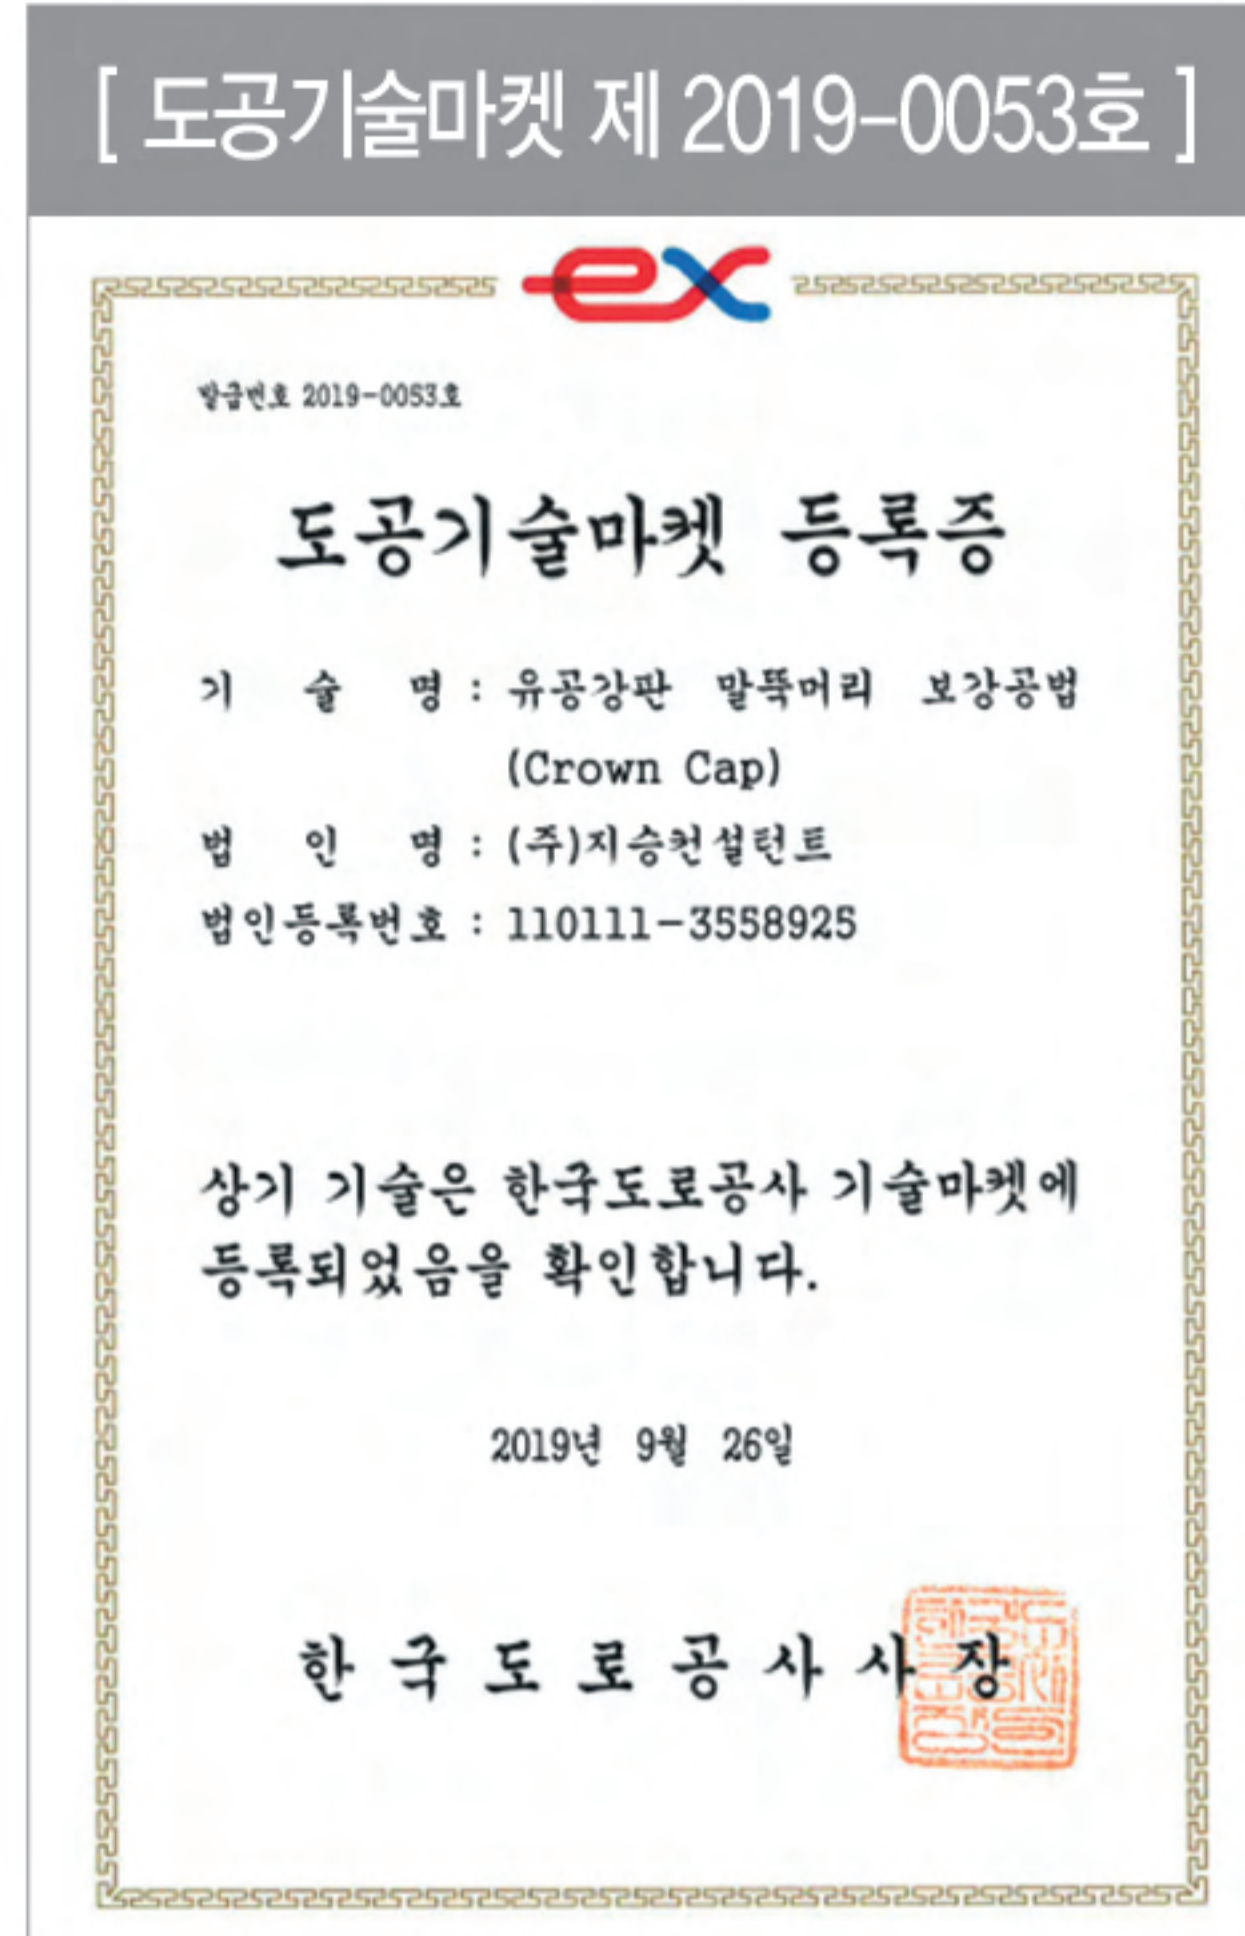 [ 도공기술마켓 제 2019-0053호 ]
ex
발급번호 2019-0053호
도공기술마켓 등록증
기 술 명 : 유공강판 말뚝머리 보강공법
(Crown Cap)
법 인 명 : (주)지승컨설턴트
법인등록번호 : 110111-3558925
상기 기술은 한국도로공사 기술마켓에
등록되었음을 확인합니다.
2019년 9월 26일
한국도로공사사장